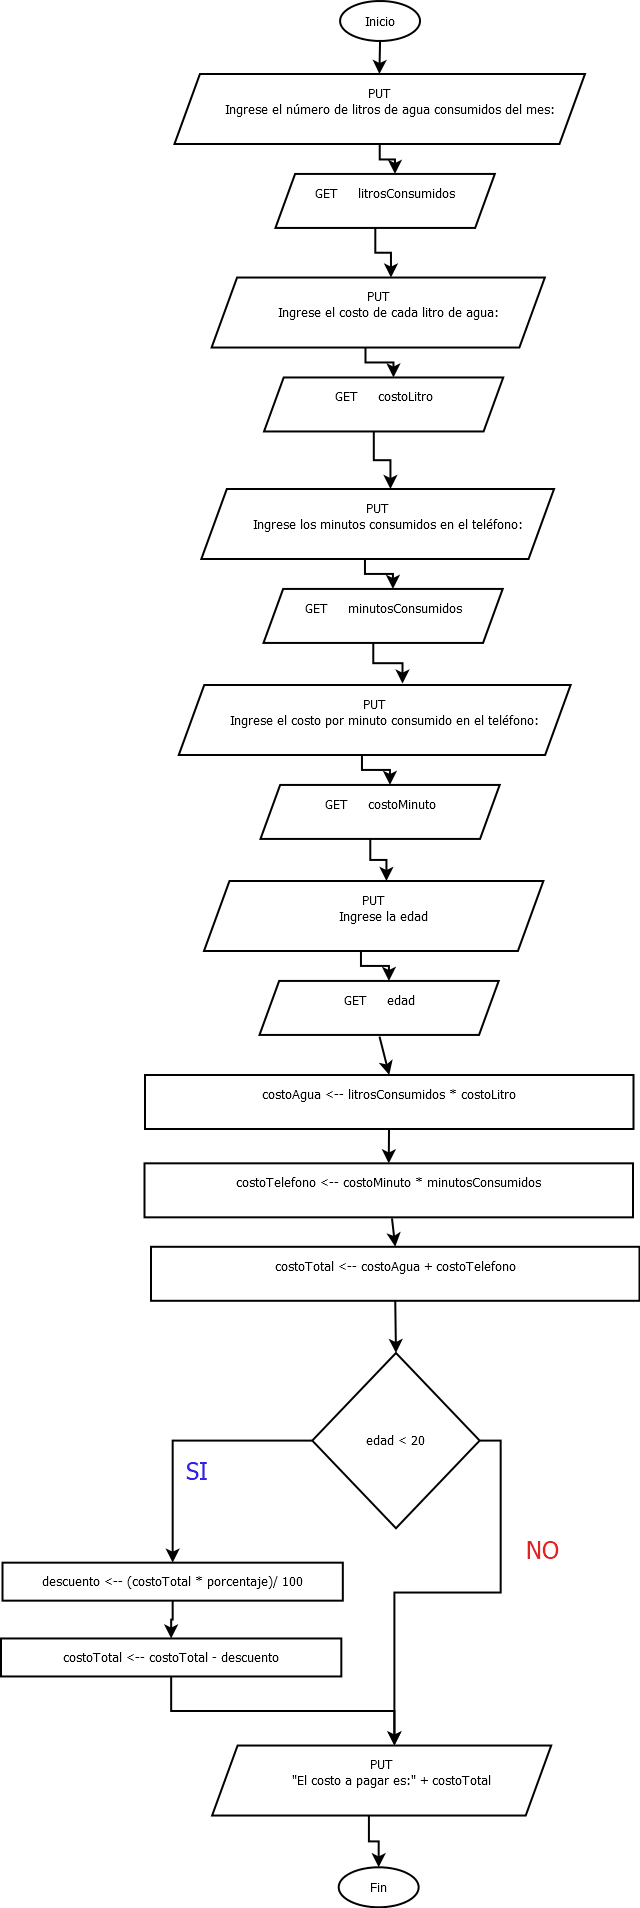 Inicio
PUT
Ingrese el número de litros de agua consumidos del mes:
GET litrosConsumidos
PUT
Ingrese el costo de cada litro de agua:
GET costoLitro
PUT
Ingrese los minutos consumidos en el teléfono:
GET minutosConsumidos
PUT
Ingrese el costo por minuto consumido en el teléfono:
GET costoMinuto
PUT
Ingrese la edad
GET edad
costoAgua <-- litrosConsumidos * costoLitro
costoTelefono <-- costoMinuto * minutosConsumidos
costoTotal <-- costoAgua + costoTelefono
edad < 20
SI
NO
descuento <-- (costoTotal * porcentaje)/ 100
costoTotal <-- costoTotal - descuento
PUT
"El costo a pagar es:" + costoTotal
Fin